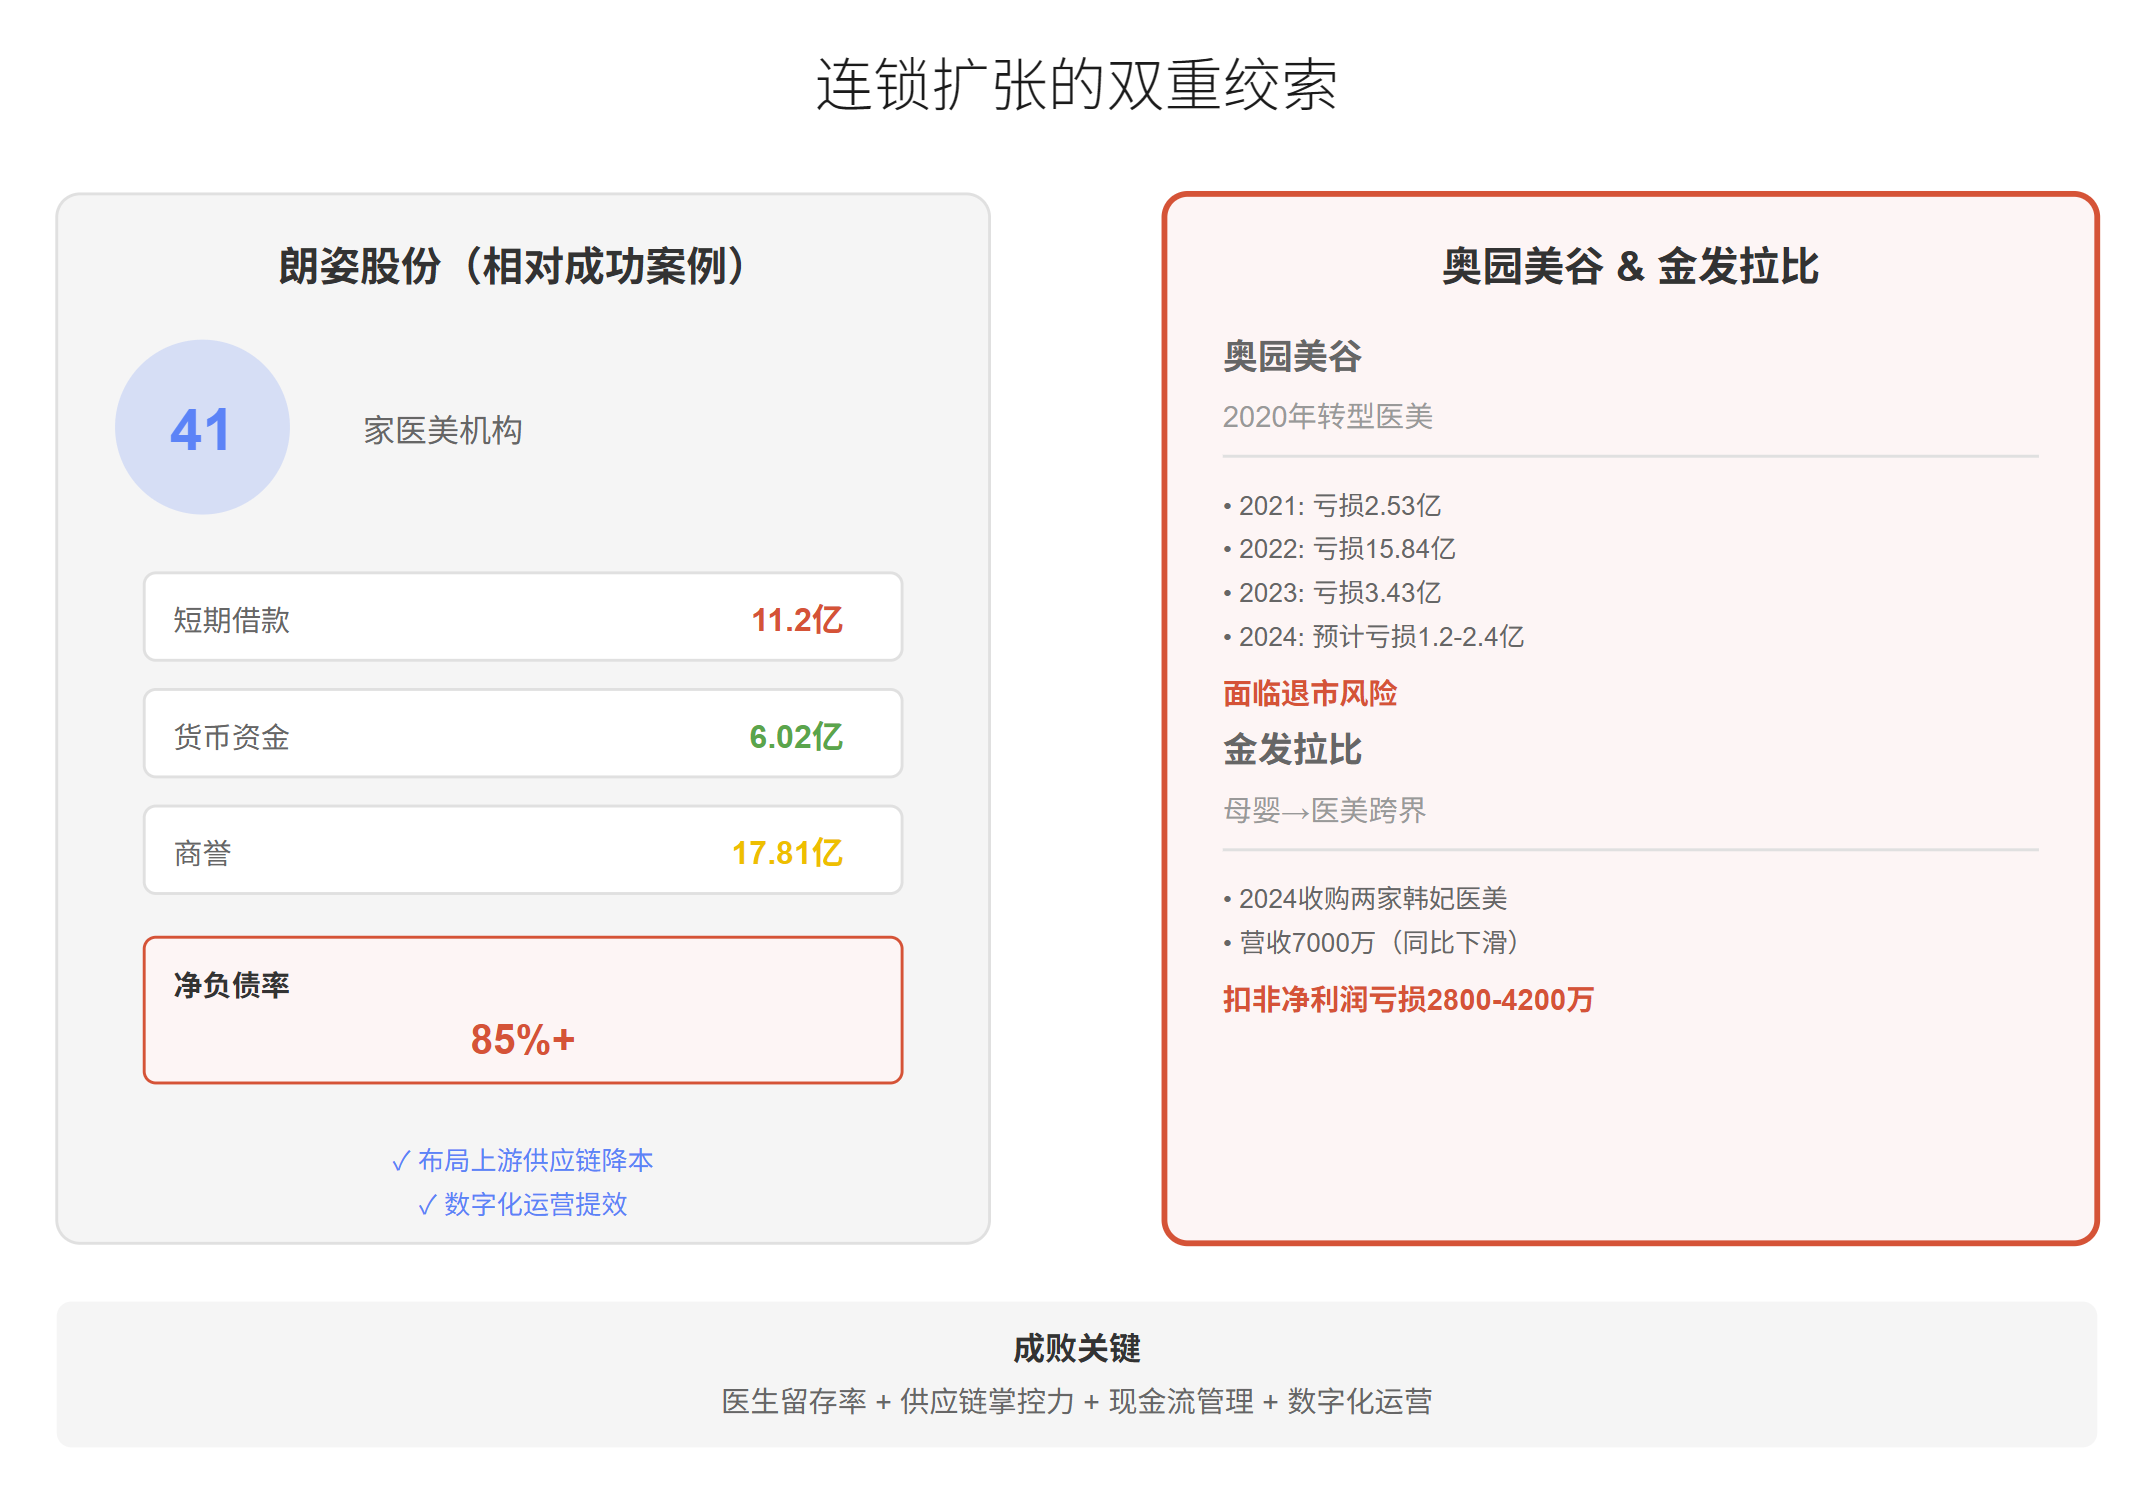 连锁扩张的双重绞索
朗姿股份（相对成功案例）
41
家医美机构
短期借款
11.2亿
货币资金
6.02亿
商誉
17.81亿
净负债率
85%+
✓ 布局上游供应链降本
✓ 数字化运营提效
奥园美谷 & 金发拉比
奥园美谷
2020年转型医美
• 2021: 亏损2.53亿
• 2022: 亏损15.84亿
• 2023: 亏损3.43亿
• 2024: 预计亏损1.2-2.4亿
面临退市风险
金发拉比
母婴→医美跨界
• 2024收购两家韩妃医美
• 营收7000万（同比下滑）
扣非净利润亏损2800-4200万
成败关键
医生留存率 + 供应链掌控力 + 现金流管理 + 数字化运营